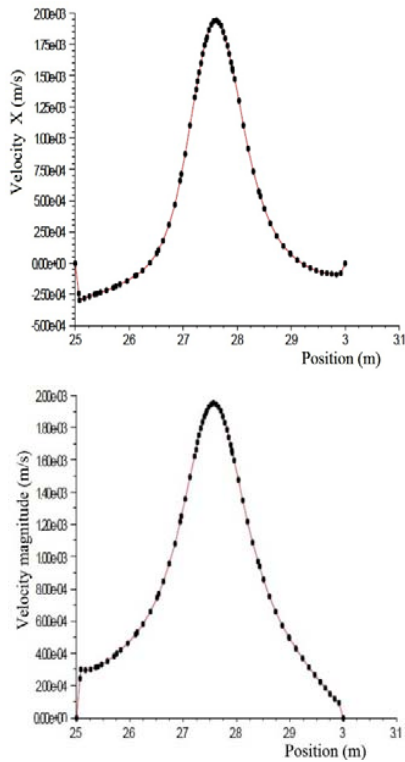 2.00e-03
1.75e-03
1.50e-03
1.25e-03
1.00e-03
7.50e-04
5.00e-04
2.50e-04
0.00e+00
-2.50e-04
-5.00e-04
Velocity X (m/s)
25 26 27 28 29 3 31
Position (m)
2.00e-03
1.80e-03
1.60e-03
1.40e-03
1.20e-03
1.00e-03
8.00e-04
6.00e-04
4.00e-04
2.00e-04
0.00e+00
Velocity magnitude (m/s)
25 26 27 28 29 3 31
Position (m)